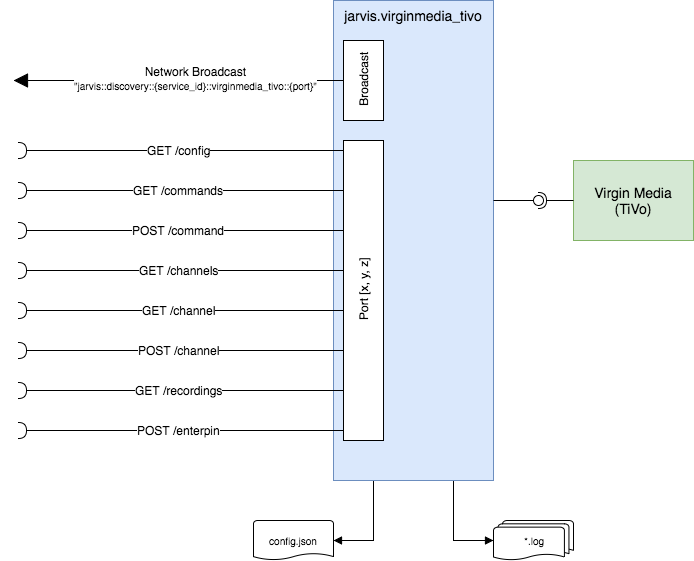 jarvis.virginmedia_tivo
Broadcast
Network Broadcast
"jarvis::discovery::{service_id}::virginmedia_tivo::{port}"
GET /config
GET /commands
POST /command
GET /channels
GET /channel
POST /channel
GET /recordings
POST /enterpin
Port [x, y, z]
Virgin Media
(TiVo)
config.json
*.log